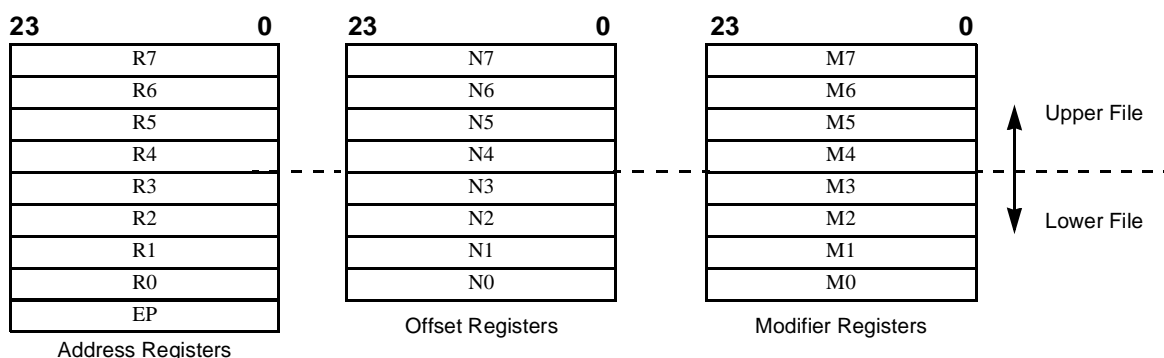 23 0 23 0 23 0
R7 N7 M7
R6 N6 M6
R5 N5 M5
Upper File
R4 N4 M4
R3 N3 M3
R2 N2 M2
Lower File
R1 N1 M1
R0 N0 M0
EP
Offset Registers Modifier Registers
Address Registers